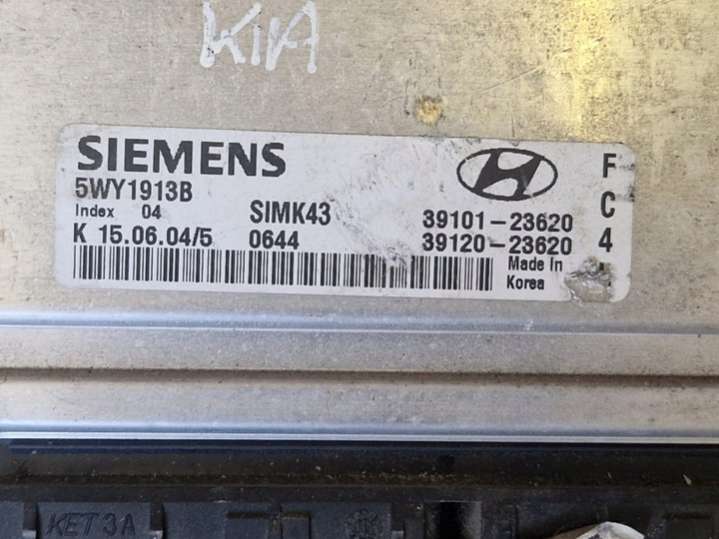 KIA
SIEMENS
5WY1913B
Index 04
SIMK43
39101-23620
K 15.06.04/5
0644
39120-23620
Made In
Korea
F
C
4
KET 3A